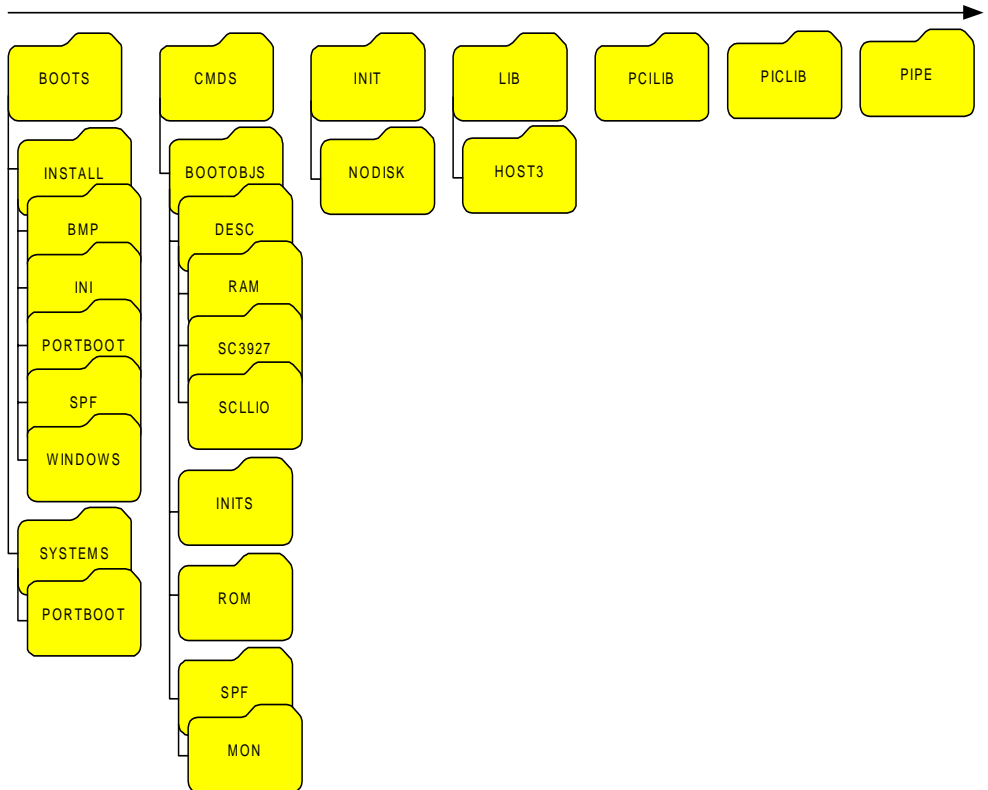 BOOTS
CMDS
INIT
LIB
PCILIB
PICLIB
PIPE
INSTALL
BMP
INI
PORTBOOT
SPF
WINDOWS
SYSTEMS
PORTBOOT
BOOTOBJS
DESC
RAM
SC3927
SCLLIO
INITS
ROM
SPF
MON
NODISK
HOST3